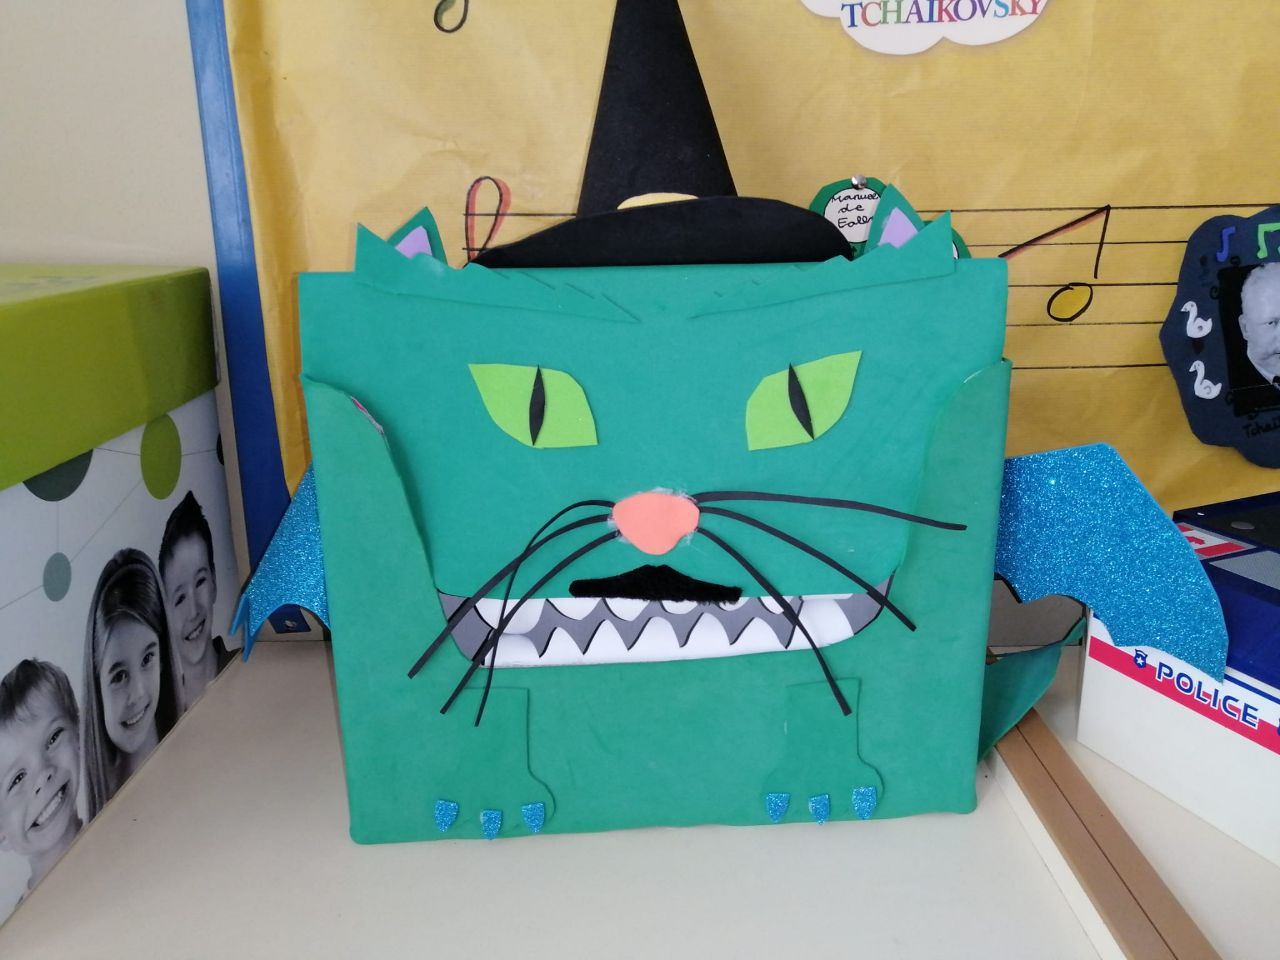 TCHAIKOVSKY
Manuel
de
Falla
POLICE